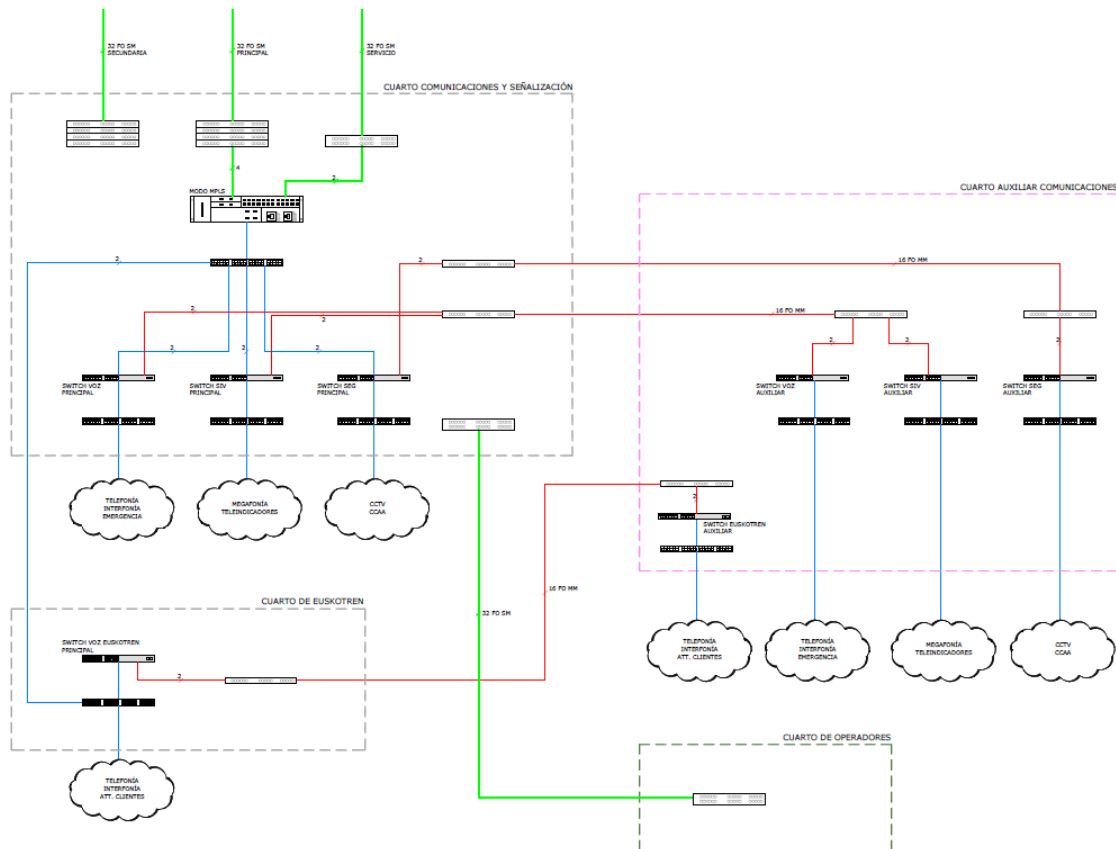 32 FO SM
SECUNDARIA
32 FO SM
PRINCIPAL
32 FO SM
SERVICIO
CUARTO COMUNICACIONES Y SEÑALIZACIÓN
4
2
MODO MPLS
CUARTO AUXILIAR COMUNICACIONES
2
2
16 FO MM
2
2
16 FO MM
2
2
2
2
2
2
SWITCH VOZ
PRINCIPAL
SWITCH SIV
PRINCIPAL
SWITCH SEG
PRINCIPAL
SWITCH VOZ
AUXILIAR
SWITCH SIV
AUXILIAR
SWITCH SEG
AUXILIAR
TELEFONÍA
INTERFONÍA
EMERGENCIA
MEGAFONÍA
TELEINDICADORES
CCTV
CCAA
2
SWITCH EUSKOTREN
AUXILIAR
16 FO MM
32 FO SM
CUARTO DE EUSKOTREN
SWITCH VOZ EUSKOTREN
PRINCIPAL
2
TELEFONÍA
INTERFONÍA
ATT. CLIENTES
TELEFONÍA
INTERFONÍA
EMERGENCIA
MEGAFONÍA
TELEINDICADORES
CCTV
CCAA
CUARTO DE OPERADORES
TELEFONÍA
INTERFONÍA
ATT. CLIENTES